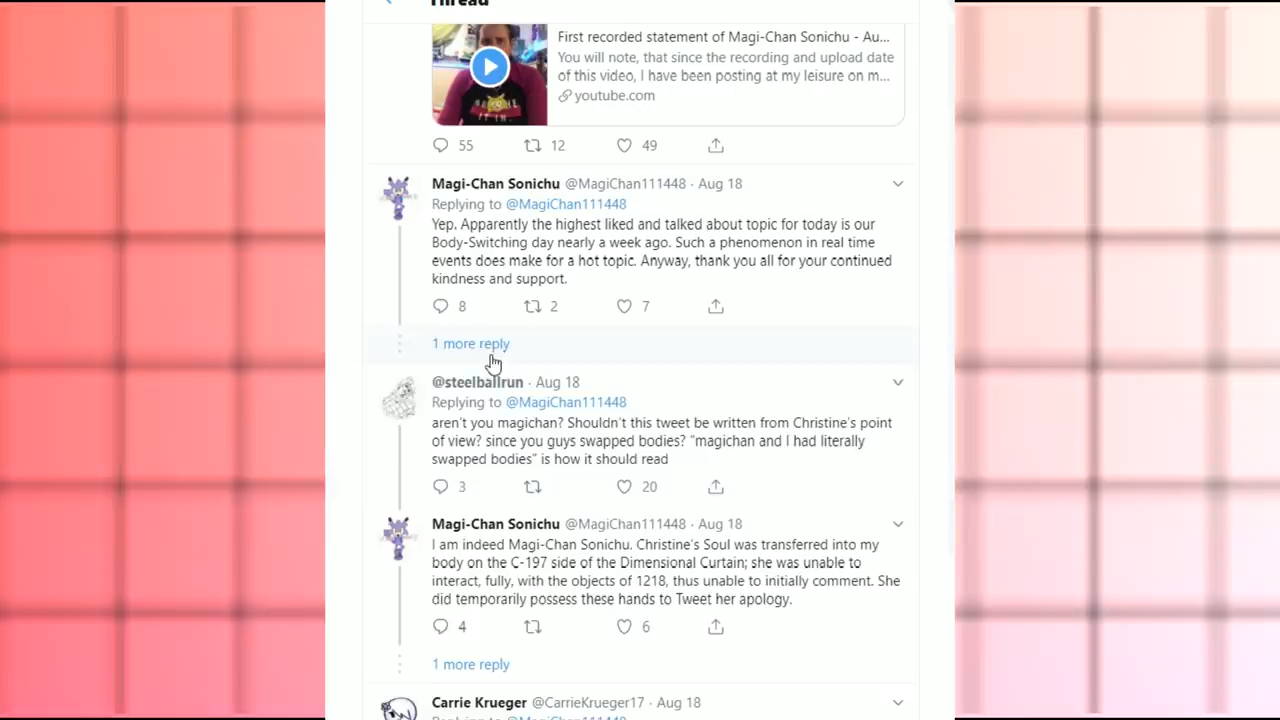 Thread
First recorded statement of Magi-Chan Sonichu - Au...
You will note, that since the recording and upload date
of this video, I have been posting at my leisure on m...
youtube.com
55 12 49
Magi-Chan Sonichu @MagiChan111448 · Aug 18
Replying to @MagiChan111448
Yep. Apparently the highest liked and talked about topic for today is our
Body-Switching day nearly a week ago. Such a phenomenon in real time
events does make for a hot topic. Anyway, thank you all for your continued
kindness and support.
8 2 7
1 more reply
@steelballrun · Aug 18
Replying to @MagiChan111448
aren't you magichan? Shouldn't this tweet be written from Christine's point
of view? since you guys swapped bodies? "magichan and I had literally
swapped bodies" is how it should read
3 20
Magi-Chan Sonichu @MagiChan111448 · Aug 18
I am indeed Magi-Chan Sonichu. Christine's Soul was transferred into my
body on the C-197 side of the Dimensional Curtain; she was unable to
interact, fully, with the objects of 1218, thus unable to initially comment. She
did temporarily possess these hands to Tweet her apology.
4 6
1 more reply
Carrie Krueger @CarrieKrueger17 · Aug 18
Replying to @MagiChan111448